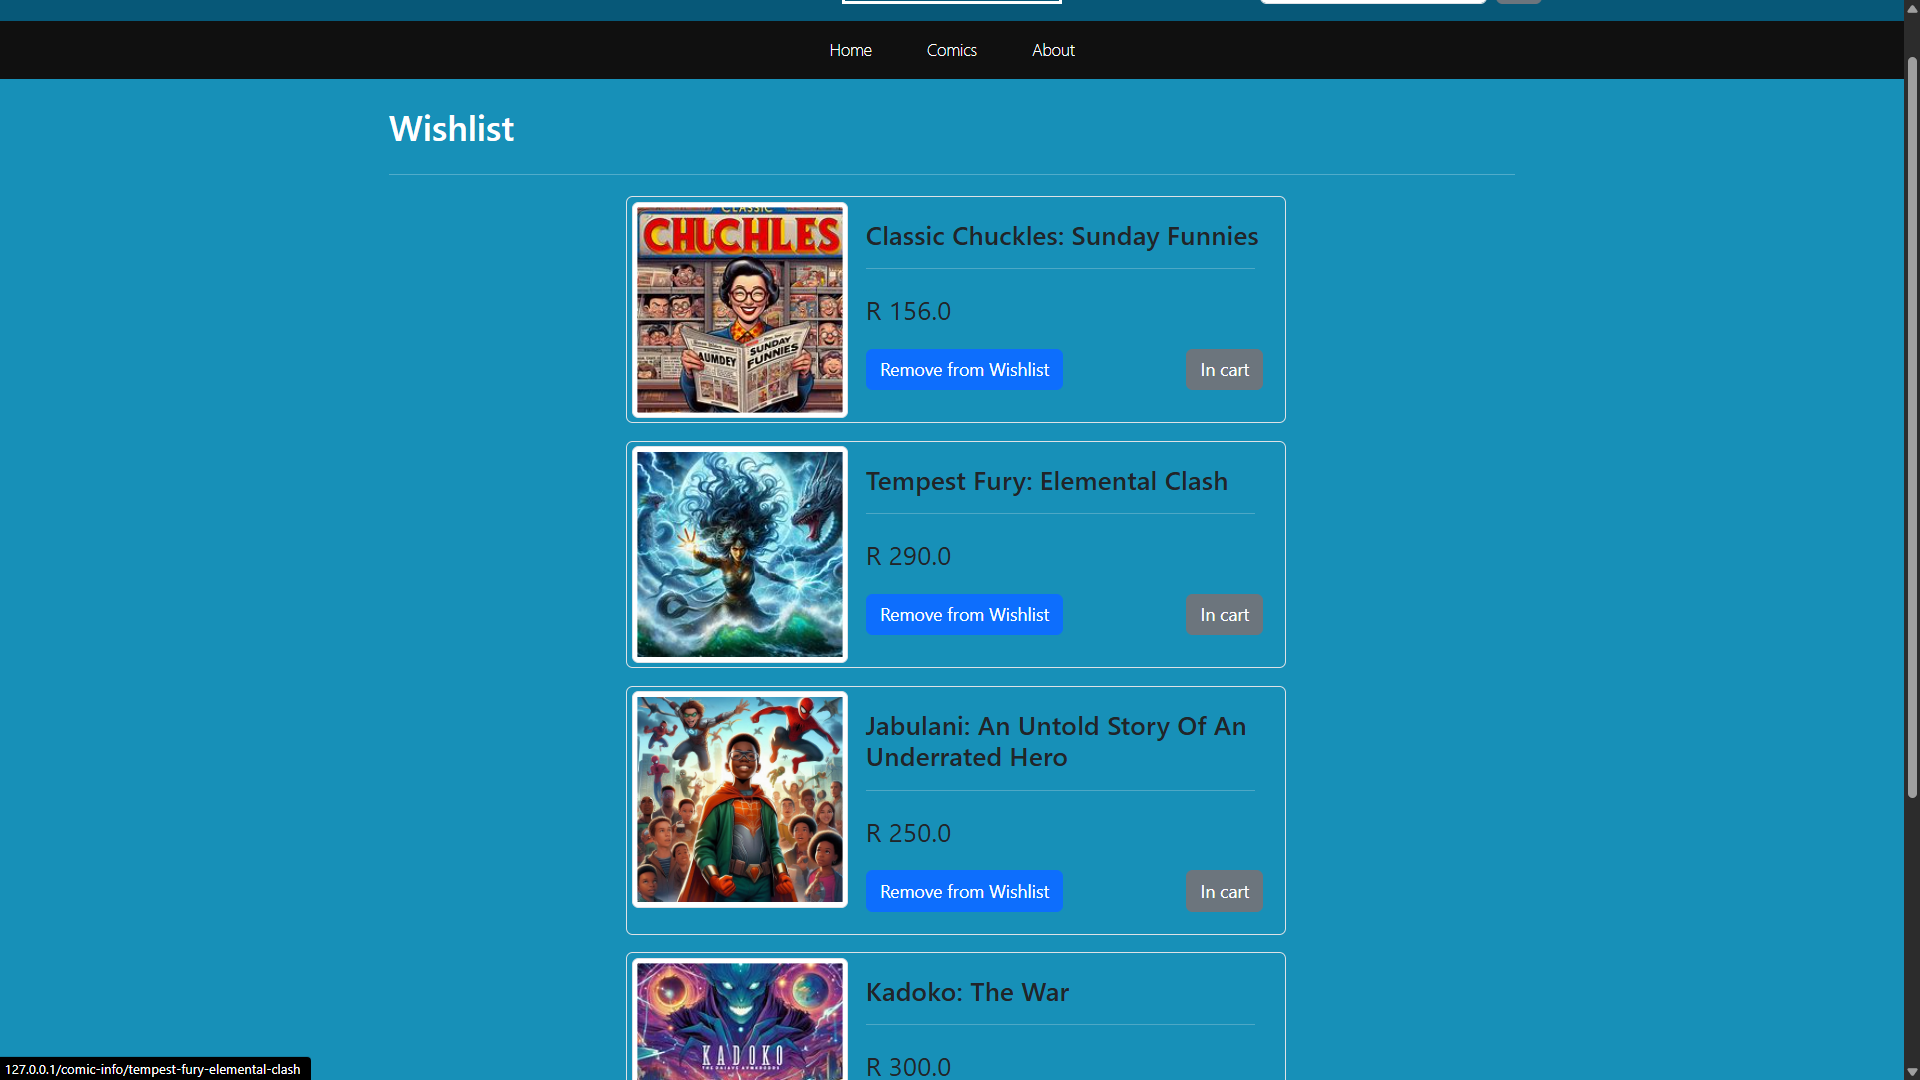 Home Comics About
Wishlist
CLASSIC
CHUCHLES
AUMDEY
SUNDAY
FUNNIES
Classic Chuckles: Sunday Funnies
R 156.0
Remove from Wishlist In cart
Tempest Fury: Elemental Clash
R 290.0
Remove from Wishlist In cart
Jabulani: An Untold Story Of An
Underrated Hero
R 250.0
Remove from Wishlist In cart
KADOKO
Kadoko: The War
R 300.0
127.0.0.1/comic-info/tempest-fury-elemental-clash